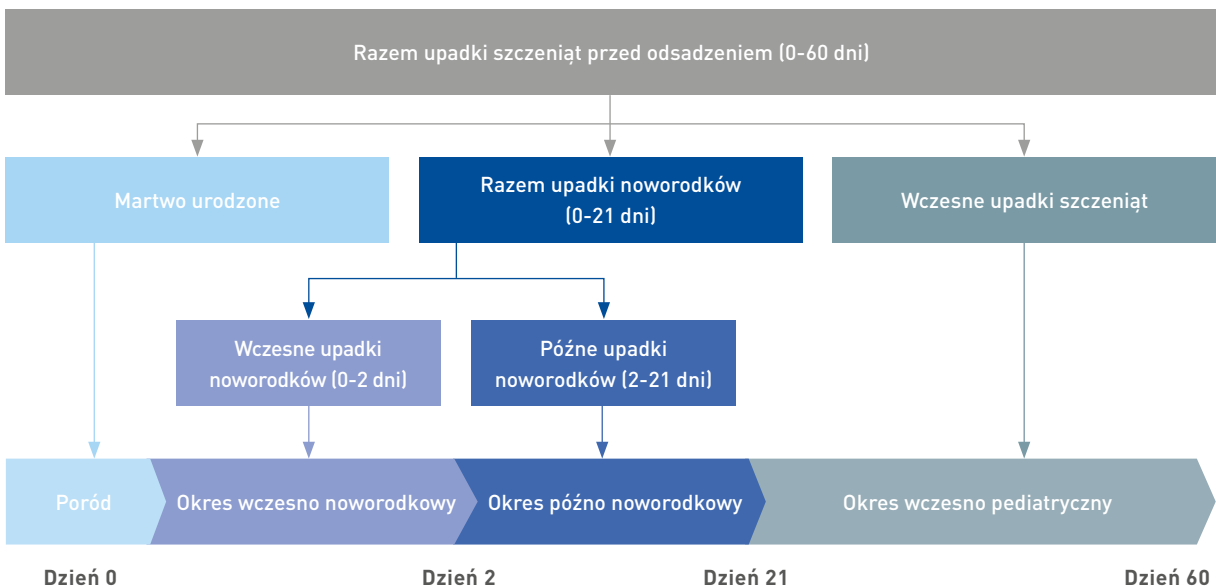 Razem upadki szczeniąt przed odsadzeniem (0-60 dni)
Martwo urodzone
Razem upadki noworodków
(0-21 dni)
Wczesne upadki szczeniąt
Wczesne upadki
noworodków (0-2 dni)
Późne upadki
noworodków (2-21 dni)
Poród
Okres wczesno noworodkowy
Okres późno noworodkowy
Okres wczesno pediatryczny
Dzień 0
Dzień 2
Dzień 21
Dzień 60